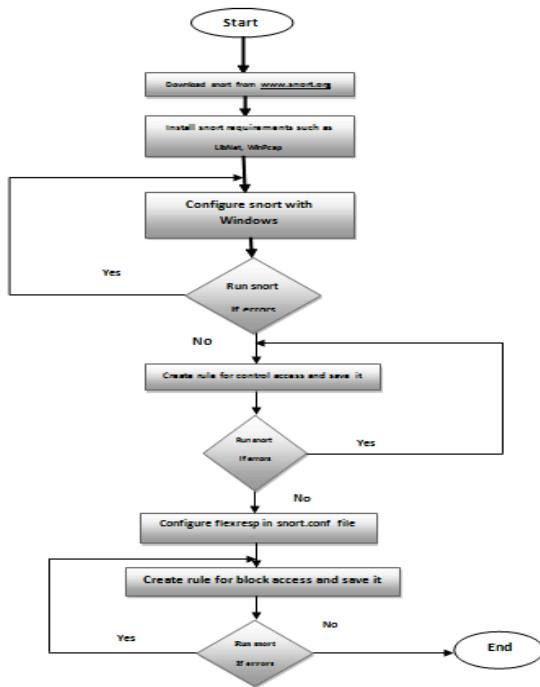 Start
Download snort from www.snort.org
Install snort requirements such as
LibNet, WinPcap
Configure snort with
Windows
Yes
Run snort
If errors
No
Create rule for control access and save it
Run snort
If errors
Yes
No
Configure flexresp in snort.conf file
Create rule for block access and save it
Yes
Run snort
If errors
No
End